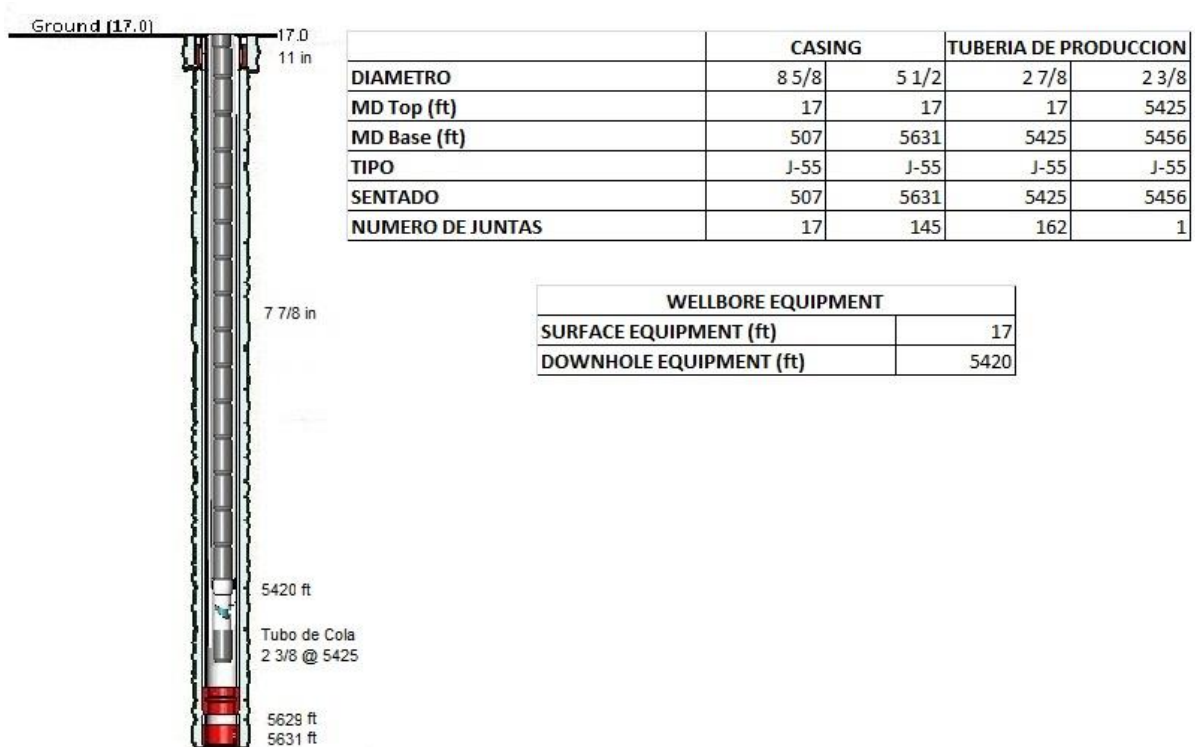 Ground (17.0)
17.0
11 in
CASING TUBERIA DE PRODUCCION
DIAMETRO 8 5/8 5 1/2 2 7/8 2 3/8
MD Top (ft) 17 17 17 5425
MD Base (ft) 507 5631 5425 5456
TIPO J-55 J-55 J-55 J-55
SENTADO 507 5631 5425 5456
NUMERO DE JUNTAS 17 145 162 1
WELLBORE EQUIPMENT
SURFACE EQUIPMENT (ft) 17
DOWNHOLE EQUIPMENT (ft) 5420
7 7/8 in
5420 ft
Tubo de Cola
2 3/8 @ 5425
5629 ft
5631 ft